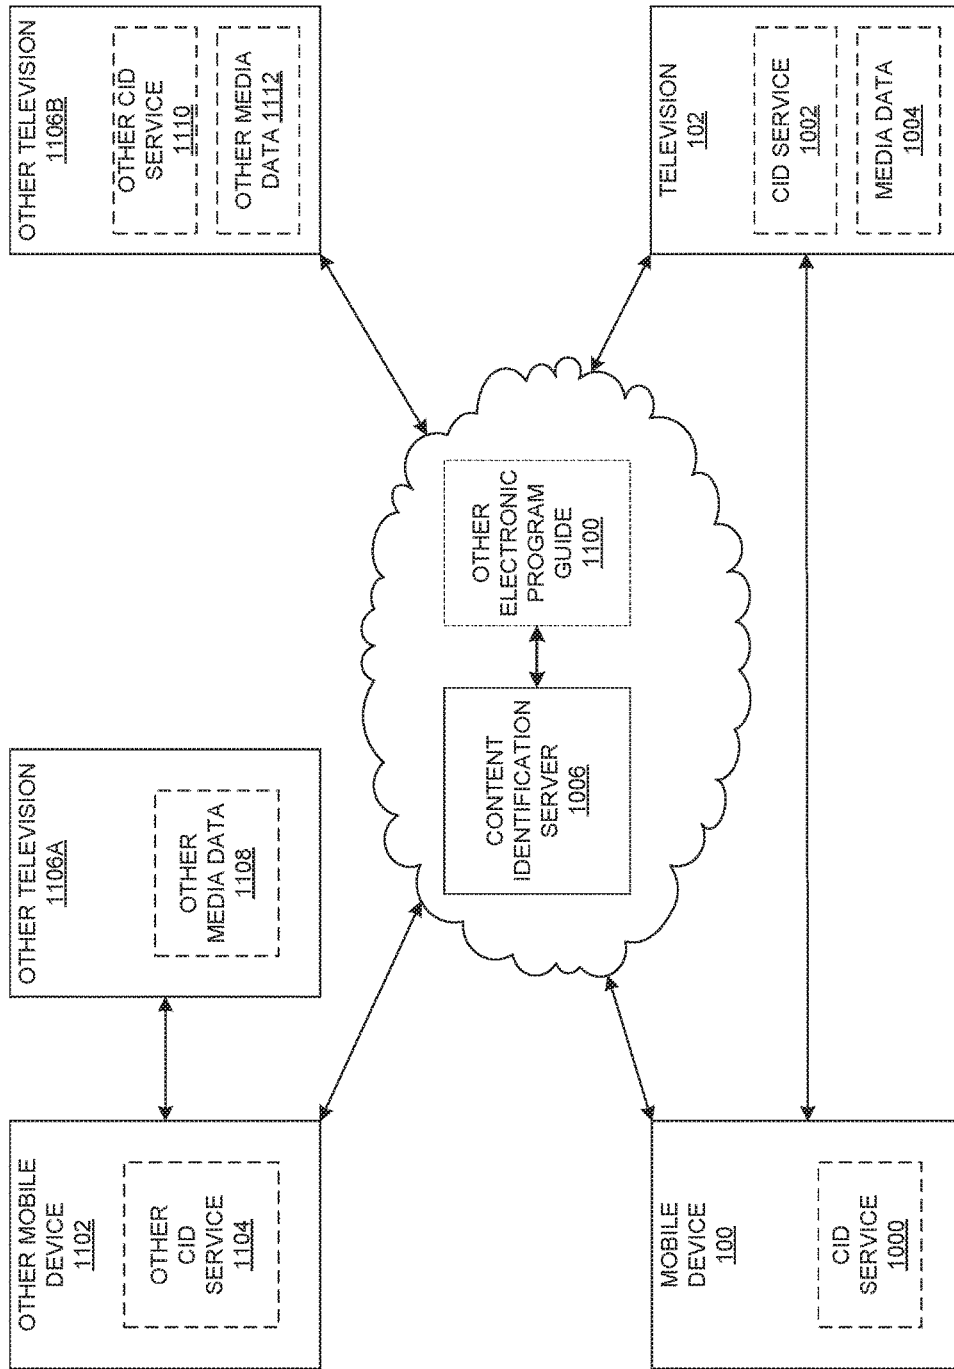 OTHER MOBILE
DEVICE
1102
OTHER
CID
SERVICE
1104
OTHER TELEVISION
1106A
OTHER
MEDIA DATA
1108
OTHER TELEVISION
1106B
OTHER CID
SERVICE
1110
OTHER MEDIA
DATA 1112
CONTENT
IDENTIFICATION
SERVER
1006
OTHER
ELECTRONIC
PROGRAM
GUIDE
1100
MOBILE
DEVICE
100
CID
SERVICE
1000
TELEVISION
102
CID SERVICE
1002
MEDIA DATA
1004